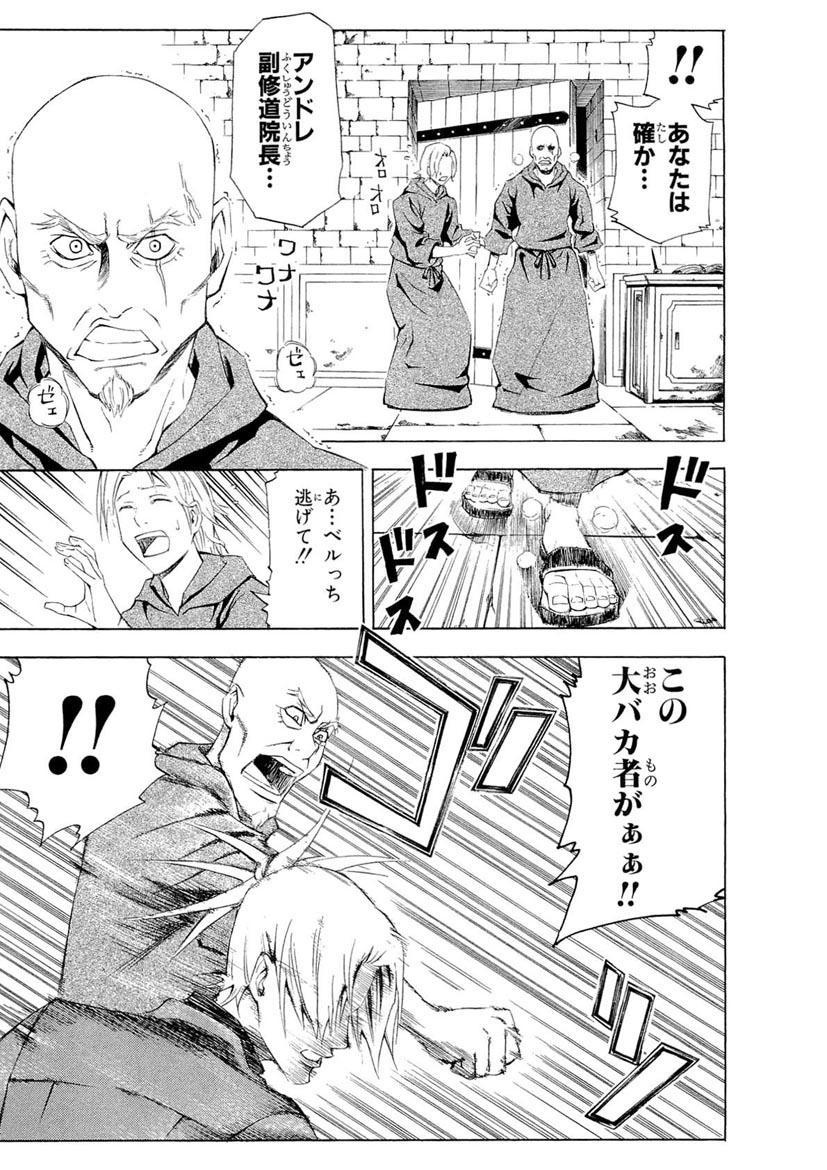 !!
あなたは
確か…
アンドレ
副修道院長…
オロ
オロ
ワナ
ワナ
ゼェ
ゼェ
ドス
ドス
ドス
あ…ベルっち
逃げて!!
この
大バカ者がぁぁ!!
ゴッ
!!